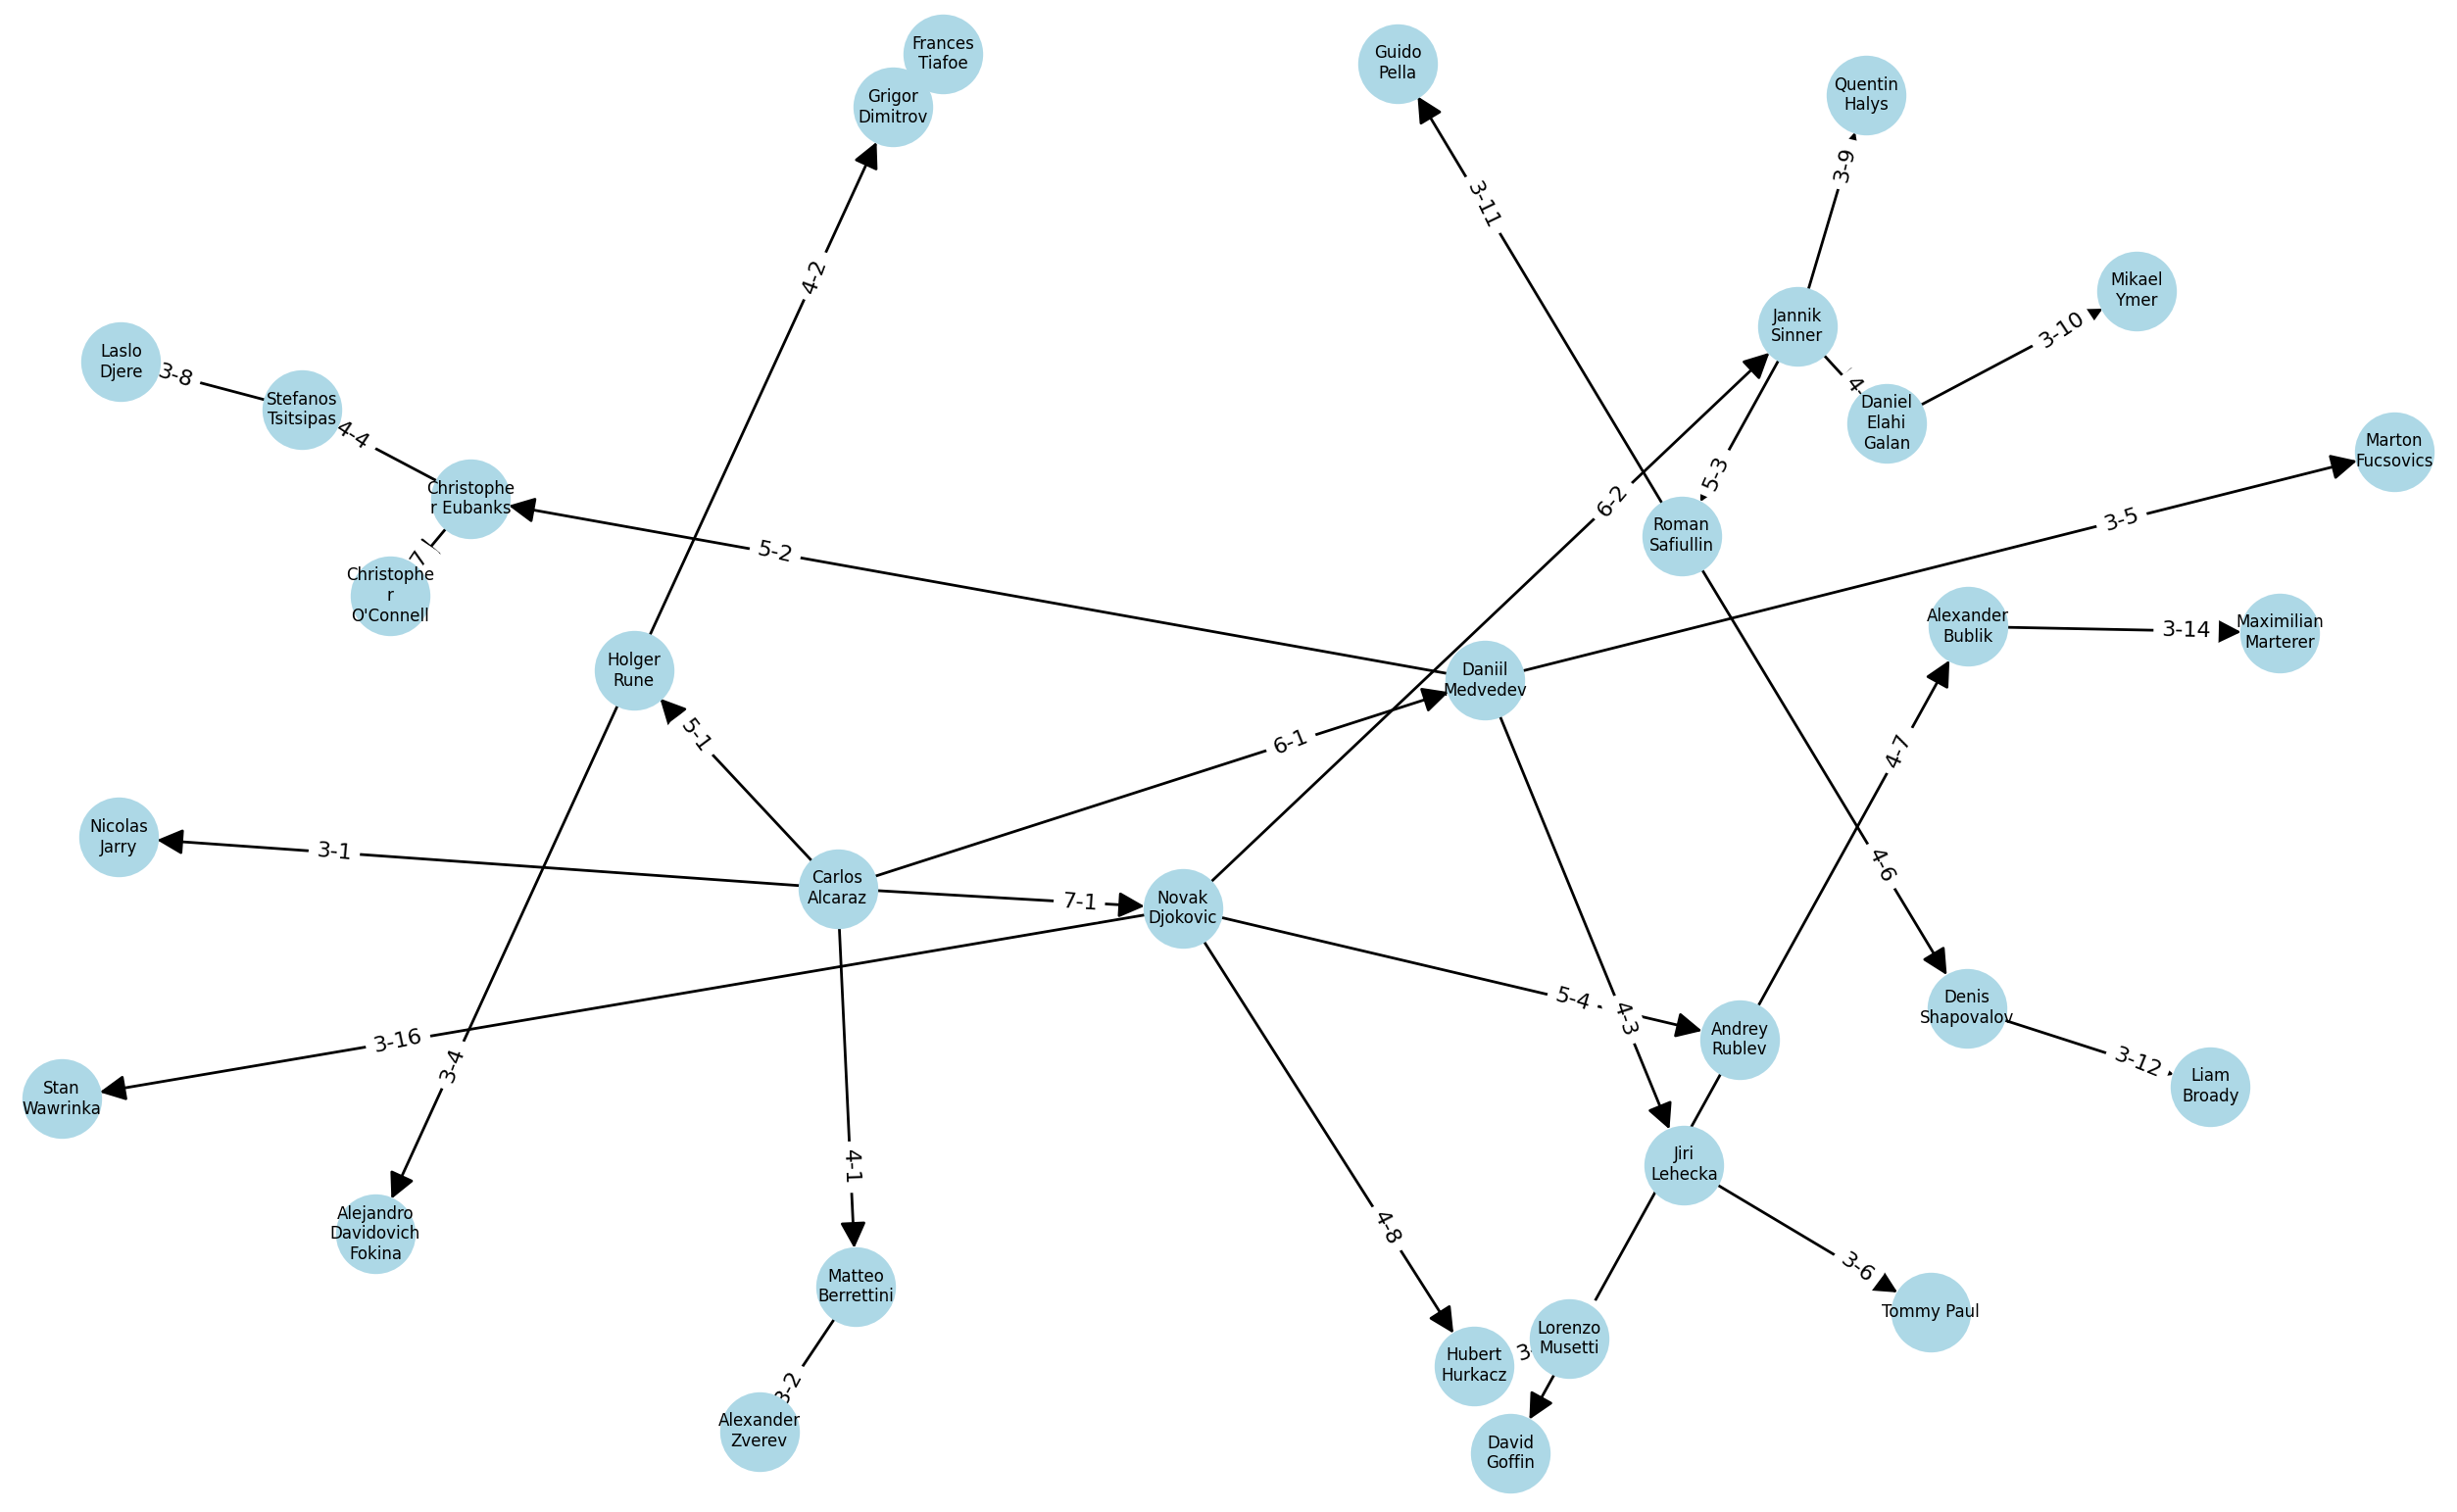 Frances
Tiafoe
Grigor
Dimitrov
Guido
Pella
Quentin
Halys
3-9
3-11
4-2
Mikael
Ymer
3-10
Jannik
Sinner
Laslo
Djere
3-8
Stefanos
Tsitsipas
4-4
4
Daniel
Elahi
Galan
Marton
Fucsovics
5-3
6-2
Christophe
r Eubanks
3-5
Roman
Safiullin
5-2
7
Christophe
r
O'Connell
Alexander
Bublik
3-14
Maximilian
Marterer
Holger
Rune
Daniil
Medvedev
5-1
6-1
4-7
Nicolas
Jarry
3-1
Carlos
Alcaraz
7-1
Novak
Djokovic
4-6
5-4
4-3
Denis
Shapovalov
3-16
Andrey
Rublev
3-4
3-12
Liam
Broady
Stan
Wawrinka
4-1
Jiri
Lehecka
Alejandro
Davidovich
Fokina
4-8
3-6
Matteo
Berrettini
Tommy Paul
Lorenzo
Musetti
3-
Hubert
Hurkacz
3-2
Alexander
Zverev
David
Goffin